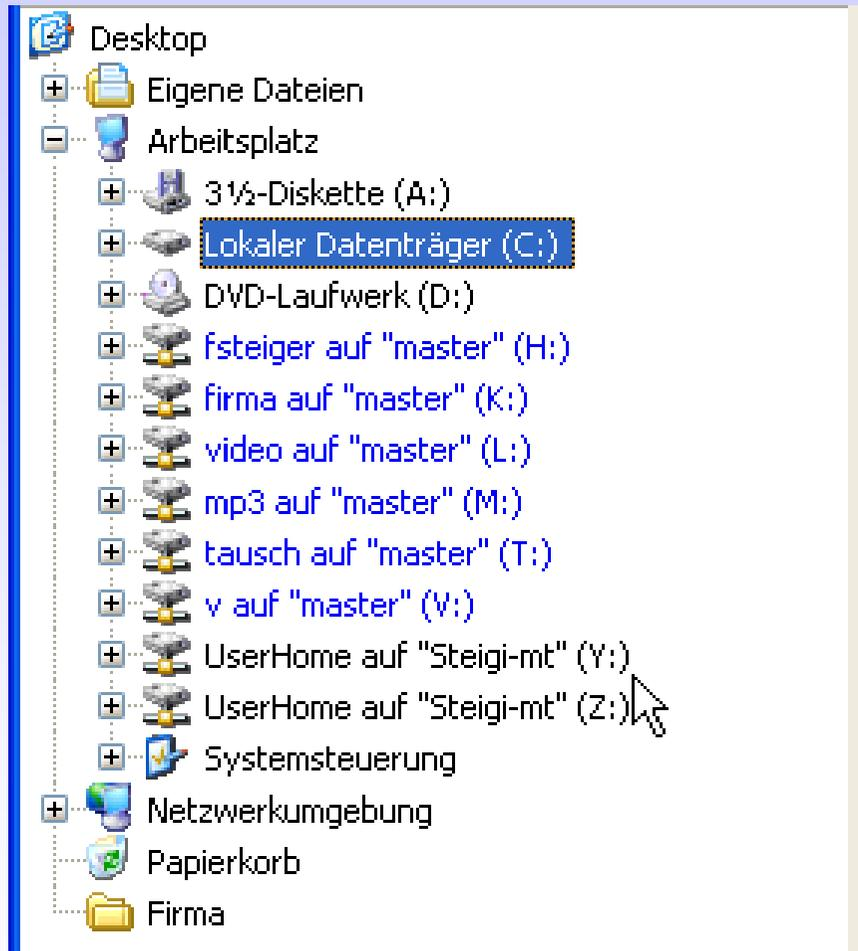 Desktop
Eigene Dateien
Arbeitsplatz
3½-Diskette (A:)
Lokaler Datenträger (C:)
DVD-Laufwerk (D:)
fsteiger auf "master" (H:)
firma auf "master" (K:)
video auf "master" (L:)
mp3 auf "master" (M:)
tausch auf "master" (T:)
v auf "master" (V:)
UserHome auf "Steigi-mt" (Y:)
UserHome auf "Steigi-mt" (Z:)
Systemsteuerung
Netzwerkumgebung
Papierkorb
Firma